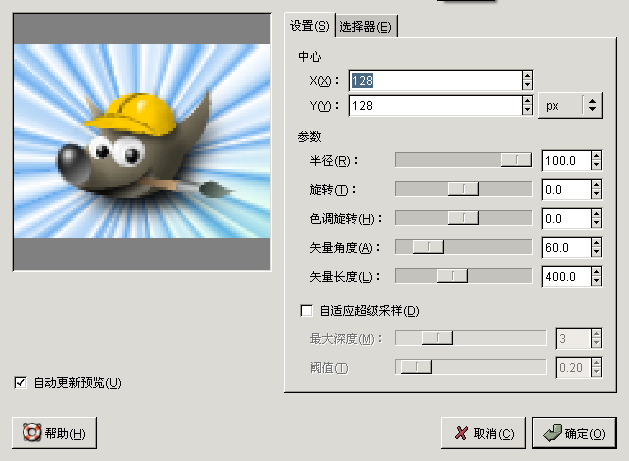 设置(S) 选择器(E)
中心
X(X)： 128
Y(Y)： 128 px
参数
半径(R)： 100.0
旋转(T)： 0.0
色调旋转(H)： 0.0
矢量角度(A)： 60.0
矢量长度(L)： 400.0
自适应超级采样(D)
最大深度(M)： 3
阈值(T) 0.20
自动更新预览(U)
帮助(H) 取消(C) 确定(O)